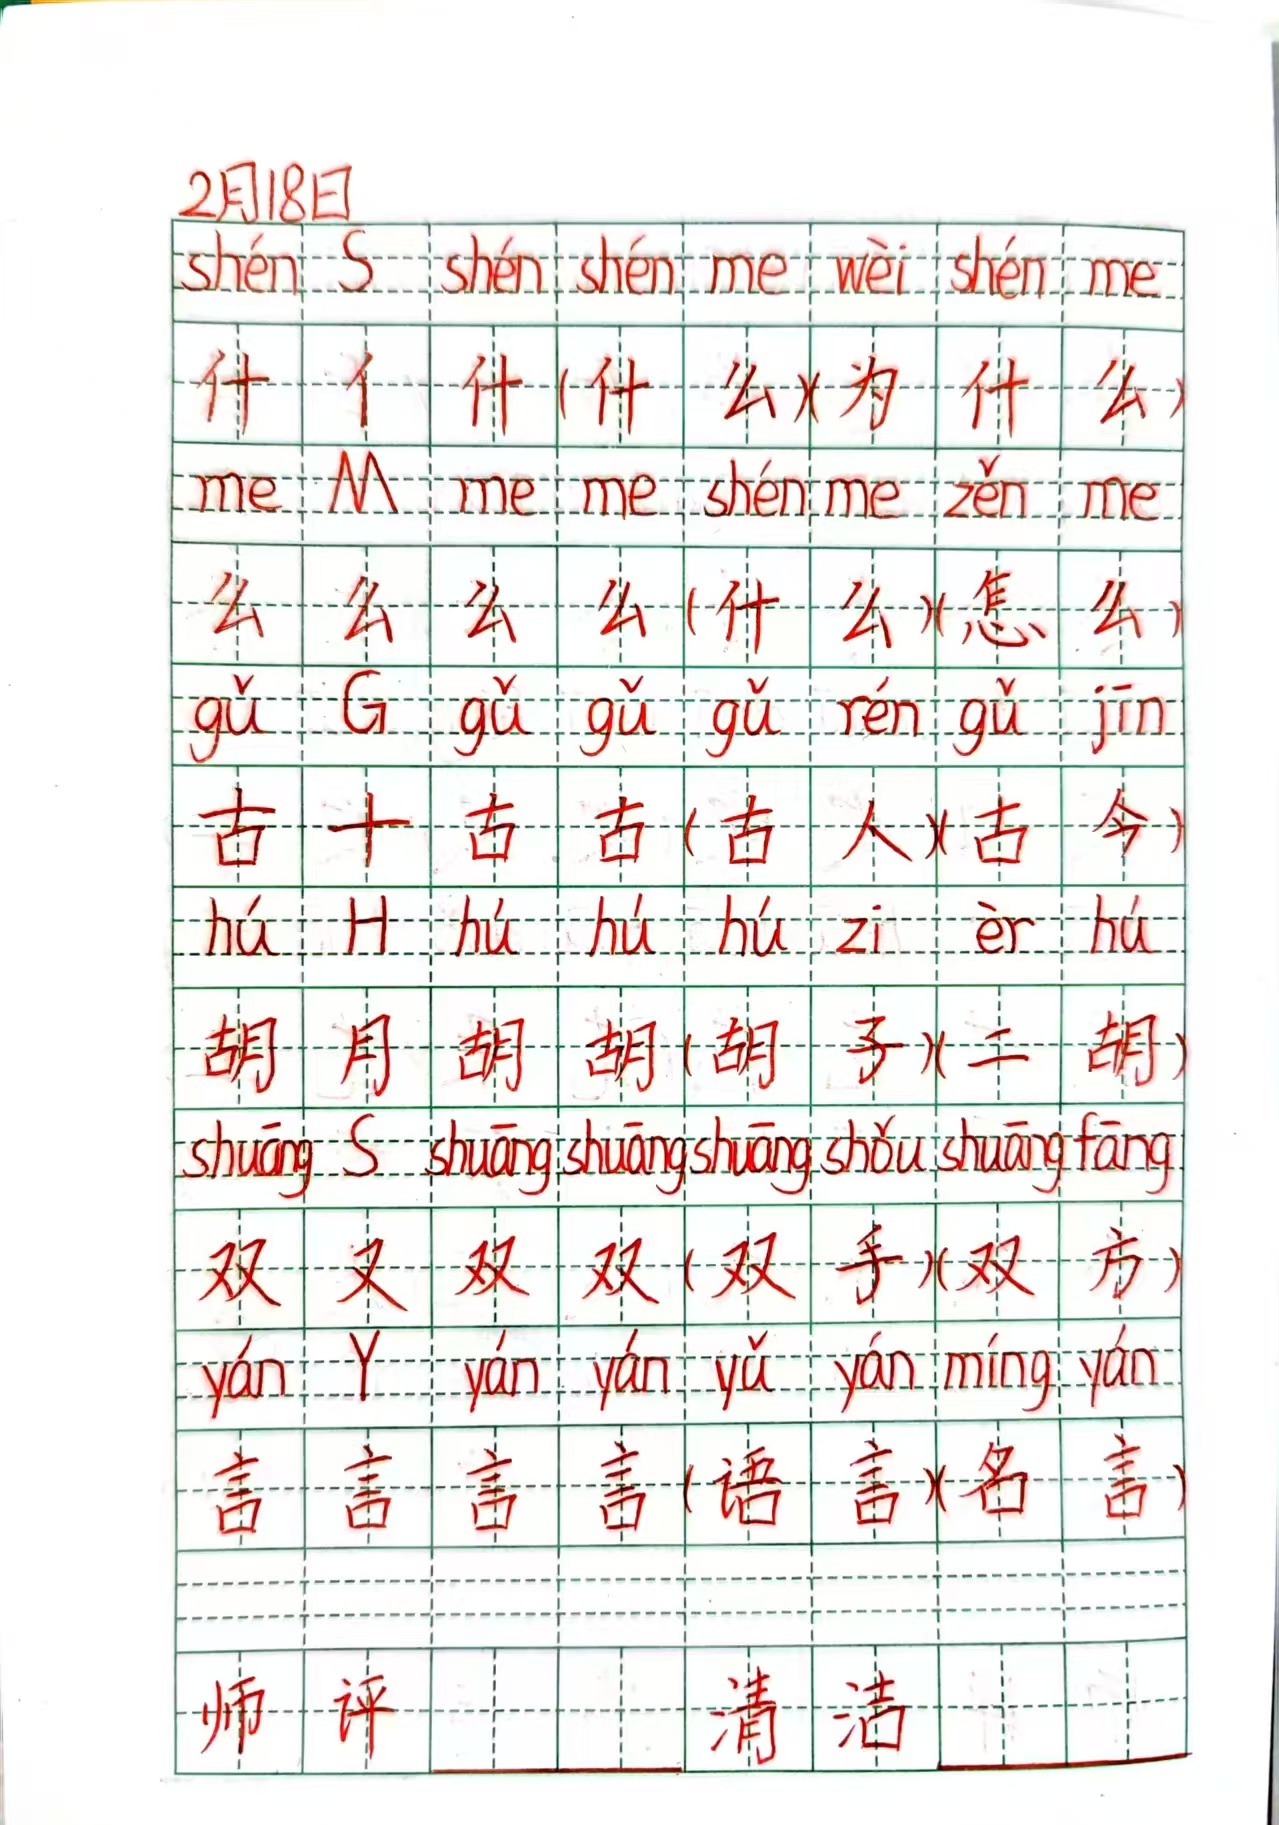 2月18日
shén S shén shén me wèi shén me
什 亻 什 (什 么)(为 什 么)
me M me me shén me zěn me
么 么 么 么 (什 么)(怎 么)
gǔ G gǔ gǔ gǔ rén gǔ jīn
古 十 古 古 (古 人)(古 今)
hú H hú hú hú zi èr hú
胡 月 胡 胡 (胡 子)(二 胡)
shuāng S shuāng shuāng shuāng shǒu shuāng fāng
双 又 双 双 (双 手)(双 方)
yán Y yán yán yǔ yán míng yán
言 言 言 言 (语 言)(名 言)
师 评 清 洁